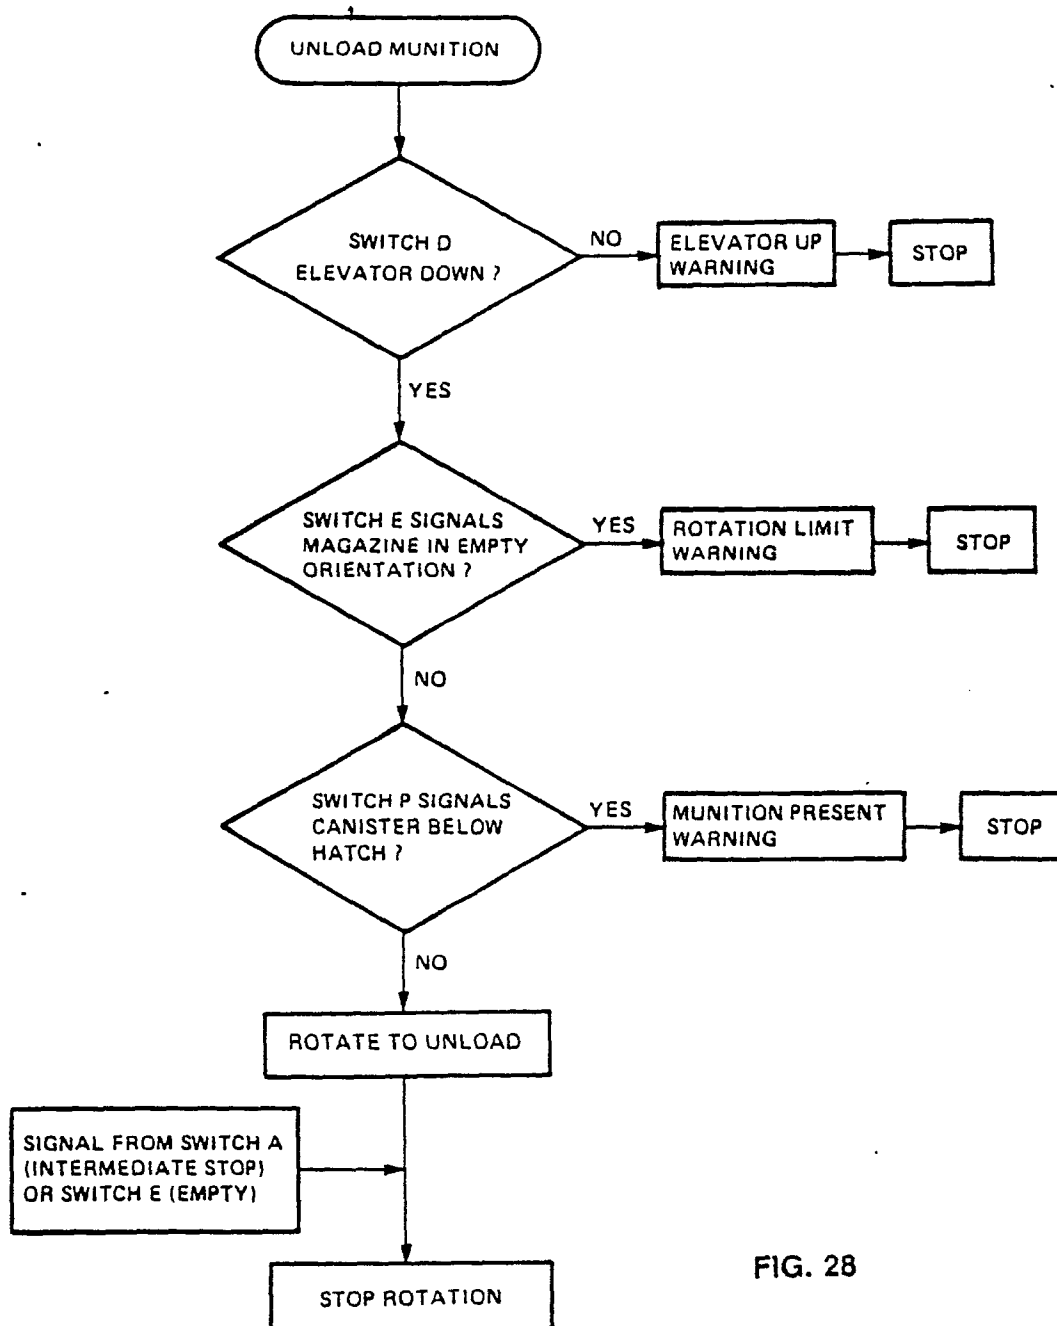 UNLOAD MUNITION
SWITCH D
ELEVATOR DOWN ?
NO
ELEVATOR UP
WARNING
STOP
YES
SWITCH E SIGNALS
MAGAZINE IN EMPTY
ORIENTATION ?
YES
ROTATION LIMIT
WARNING
STOP
NO
SWITCH P SIGNALS
CANISTER BELOW
HATCH ?
YES
MUNITION PRESENT
WARNING
STOP
NO
ROTATE TO UNLOAD
SIGNAL FROM SWITCH A
(INTERMEDIATE STOP)
OR SWITCH E (EMPTY)
STOP ROTATION
FIG. 28